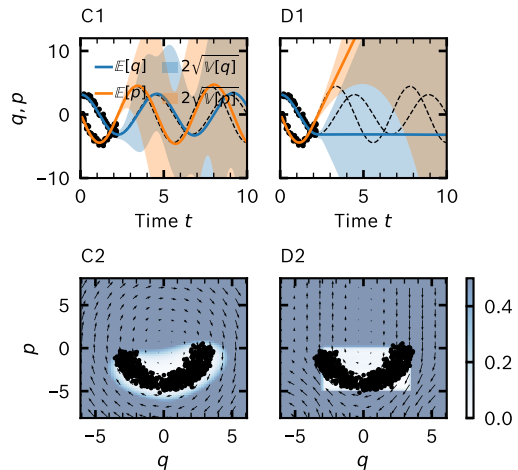 C1 D1
10
q, p
𝔼[q] 2√𝕍[q]
𝔼[p] 2√𝕍[p]
0
−10
0 5 10 0 5 10
Time t Time t
C2 D2
5
p
0
−5
−5 0 5 −5 0 5
q q
0.4
0.2
0.0